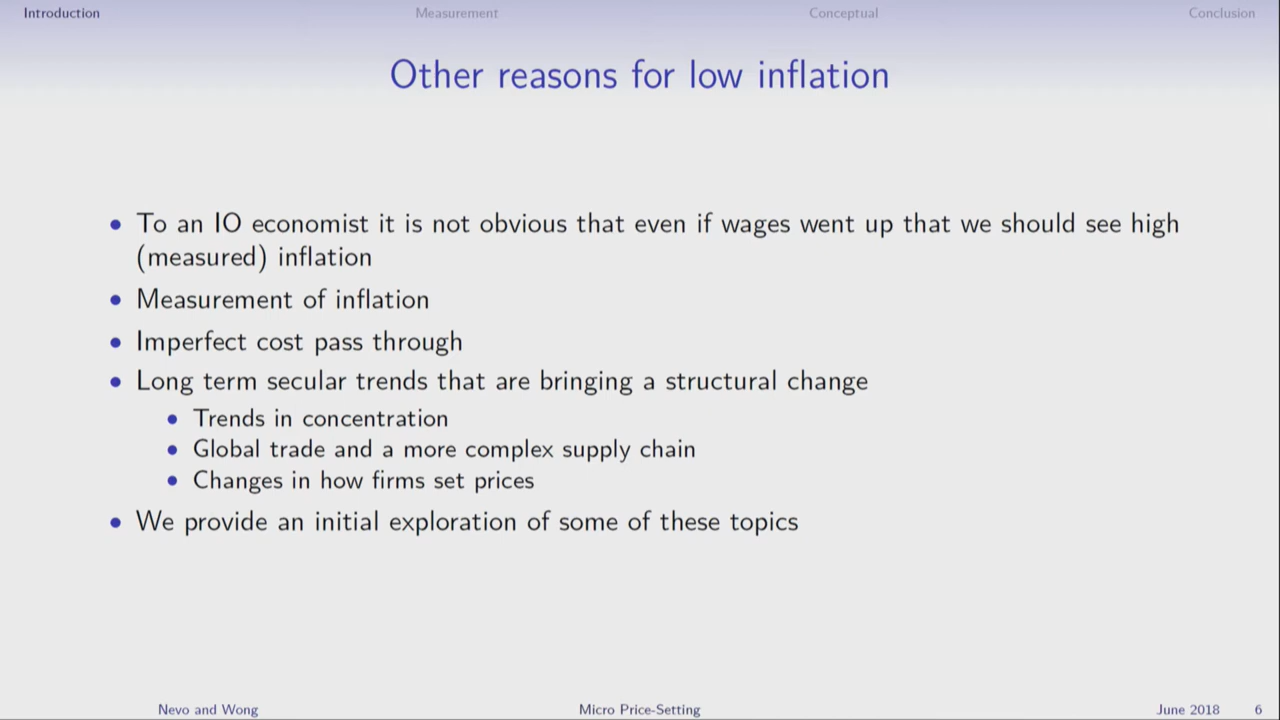 Introduction Measurement Conceptual Conclusion
Other reasons for low inflation
• To an IO economist it is not obvious that even if wages went up that we should see high
(measured) inflation
• Measurement of inflation
• Imperfect cost pass through
• Long term secular trends that are bringing a structural change
• Trends in concentration
• Global trade and a more complex supply chain
• Changes in how firms set prices
• We provide an initial exploration of some of these topics
Nevo and Wong Micro Price-Setting June 2018 6